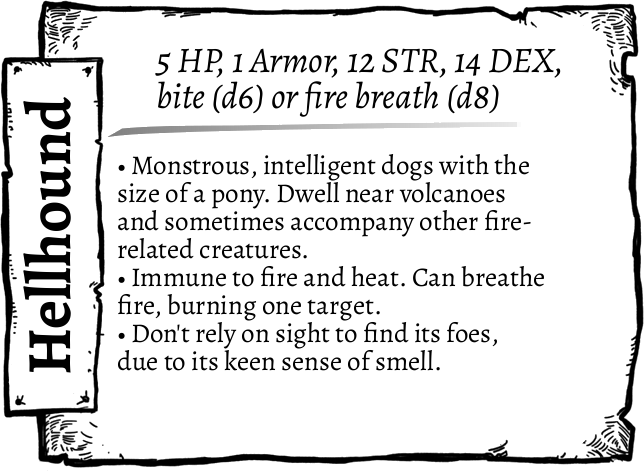 Hellhound
5 HP, 1 Armor, 12 STR, 14 DEX,
bite (d6) or fire breath (d8)
• Monstrous, intelligent dogs with the
size of a pony. Dwell near volcanoes
and sometimes accompany other fire-
related creatures.
• Immune to fire and heat. Can breathe
fire, burning one target.
• Don't rely on sight to find its foes,
due to its keen sense of smell.